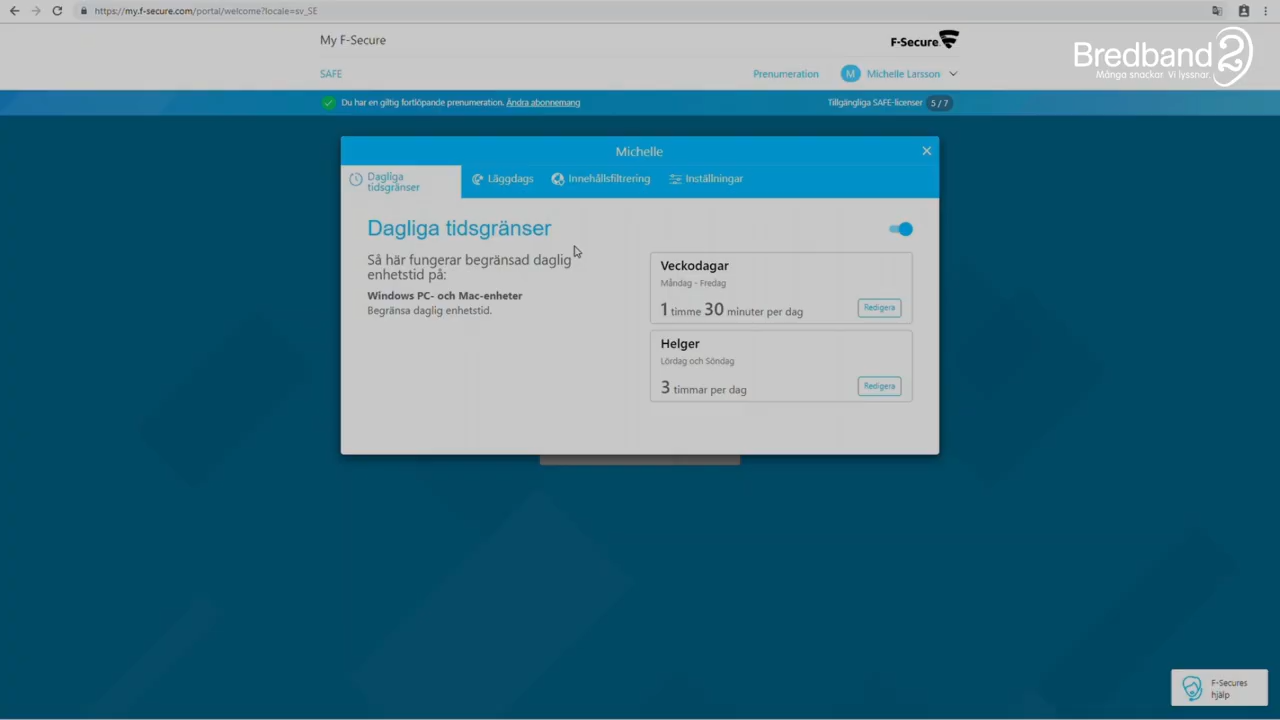 https://my.f-secure.com/portal/welcome?locale=sv_SE
My F-Secure
F-Secure
Bredband2
Många snackar. Vi lyssnar.
SAFE
Prenumeration
M
Michelle Larsson
Du har en giltig fortlöpande prenumeration. Ändra abonnemang
Tillgängliga SAFE-licenser 5 / 7
Michelle
Dagliga
tidsgränser
Läggdags
Innehållsfiltrering
Inställningar
Dagliga tidsgränser
Så här fungerar begränsad daglig
enhetstid på:
Windows PC- och Mac-enheter
Begränsa daglig enhetstid.
Veckodagar
Måndag - Fredag
1 timme 30 minuter per dag
Redigera
Helger
Lördag och Söndag
3 timmar per dag
Redigera
F-Secures
hjälp